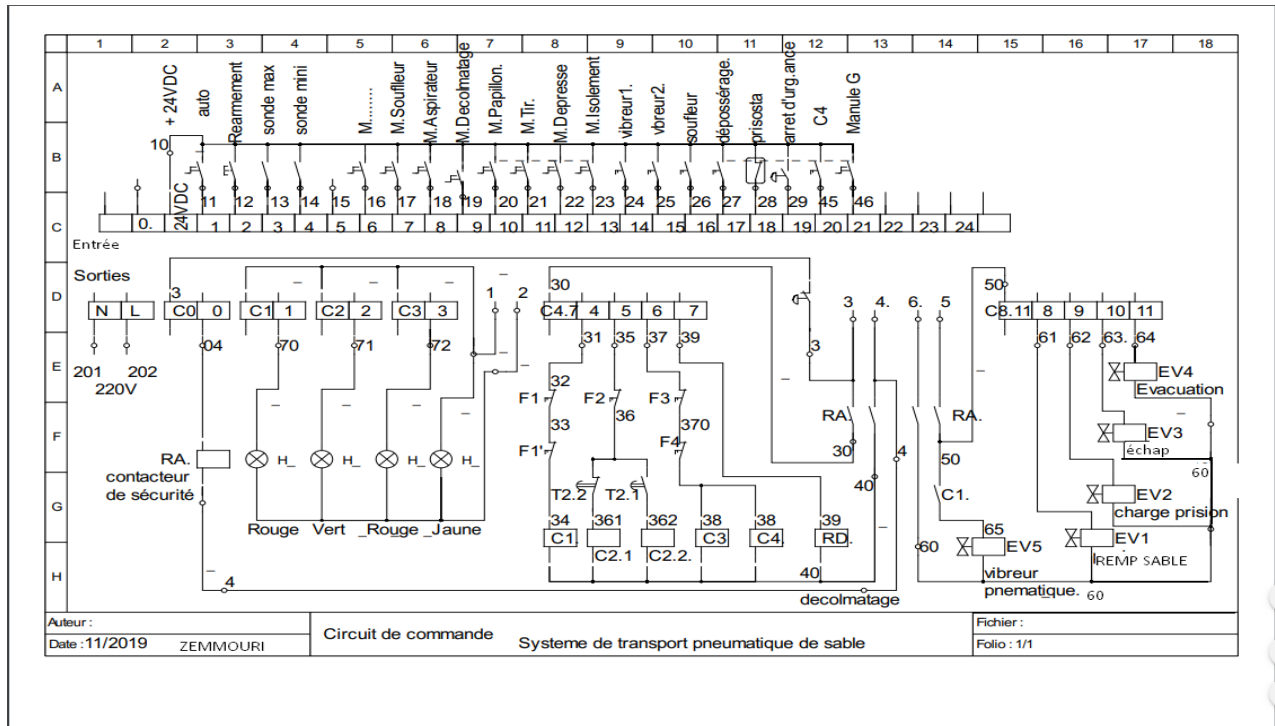 1 2 3 4 5 6 7 8 9 10 11 12 13 14 15 16 17 18
A
B
C
D
E
F
G
H
+ 24VDC
auto
Rearmement
sonde max
sonde mini
M.........
M.Souflleur
M.Aspirateur
M.Decolmatage
M.Papillon.
M.Tir.
M.Depresse
M.Isolement
vibreur1.
vbreur2.
soufleur
dépossérage.
prisosta
arret d'urg.ance
C4
Manule G
10
11 12 13 14 15 16 17 18 19 20 21 22 23 24 25 26 27 28 29 45 46
0. 24VDC 1 2 3 4 5 6 7 8 9 10 11 12 13 14 15 16 17 18 19 20 21 22 23 24
Entrée
Sorties
3 1 2 30 3 4. 6. 5 50
N L C0 0 C1 1 C2 2 C3 3 C4.7 4 5 6 7 C8.11 8 9 10 11
04 70 71 72 31 35 37 39 3 61 62 63. 64
201 202
220V
EV4
Evacuation
32
F1 F2 F3
36
33 370
RA. RA.
F1' F4
30 4 50
EV3
échap
60
RA.
contacteur
de sécurité
H_ H_ H_ H_
40
T2.2 T2.1
C1.
EV2
charge prision
Rouge Vert _Rouge _Jaune
34 361 362 38 38 39
C1. C2.1 C2.2. C3 C4. RD.
65
EV5
EV1
60
REMP SABLE
4
40
decolmatage
vibreur
pnematique. 60
Auteur :
Date : 11/2019 ZEMMOURI
Circuit de commande
Systeme de transport pneumatique de sable
Fichier :
Folio : 1/1